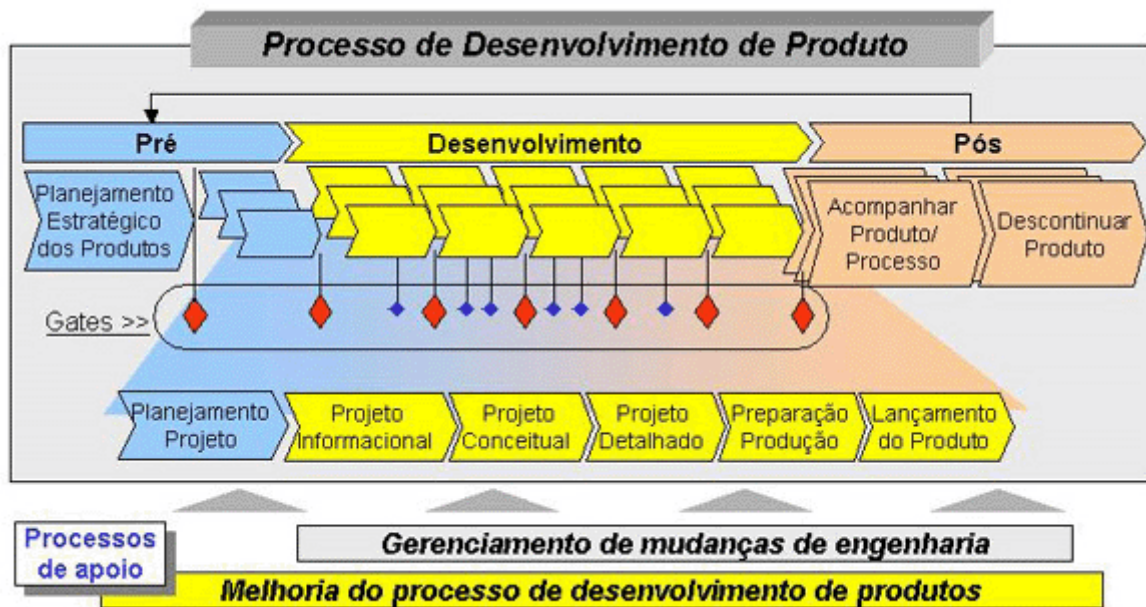 Processo de Desenvolvimento de Produto
Pré
Desenvolvimento
Pós
Planejamento
Estratégico
dos Produtos
Acompanhar
Produto/
Processo
Descontinuar
Produto
Gates >>
Planejamento
Projeto
Projeto
Informacional
Projeto
Conceitual
Projeto
Detalhado
Preparação
Produção
Lançamento
do Produto
Processos
de apoio
Gerenciamento de mudanças de engenharia
Melhoria do processo de desenvolvimento de produtos